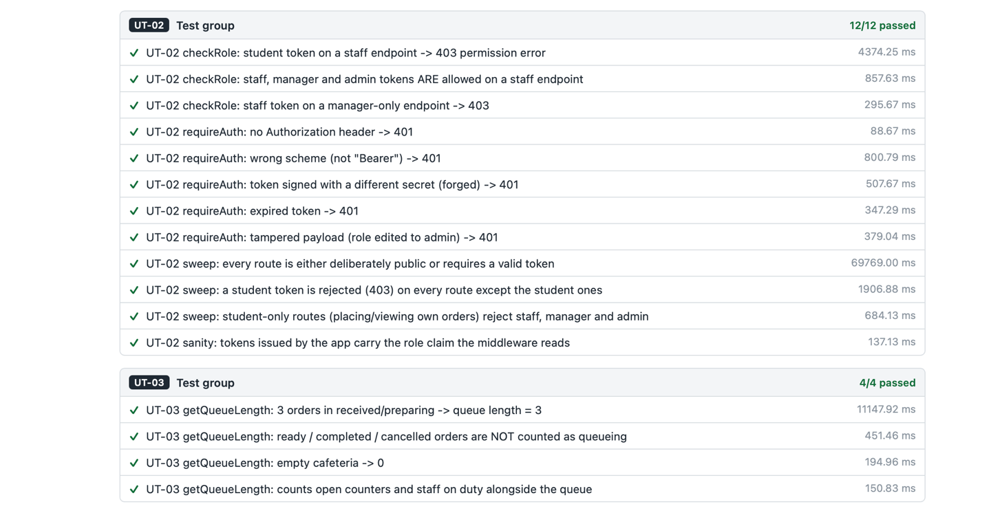 UT-02 Test group 12/12 passed
✓ UT-02 checkRole: student token on a staff endpoint -> 403 permission error 4374.25 ms
✓ UT-02 checkRole: staff, manager and admin tokens ARE allowed on a staff endpoint 857.63 ms
✓ UT-02 checkRole: staff token on a manager-only endpoint -> 403 295.67 ms
✓ UT-02 requireAuth: no Authorization header -> 401 88.67 ms
✓ UT-02 requireAuth: wrong scheme (not "Bearer") -> 401 800.79 ms
✓ UT-02 requireAuth: token signed with a different secret (forged) -> 401 507.67 ms
✓ UT-02 requireAuth: expired token -> 401 347.29 ms
✓ UT-02 requireAuth: tampered payload (role edited to admin) -> 401 379.04 ms
✓ UT-02 sweep: every route is either deliberately public or requires a valid token 69769.00 ms
✓ UT-02 sweep: a student token is rejected (403) on every route except the student ones 1906.88 ms
✓ UT-02 sweep: student-only routes (placing/viewing own orders) reject staff, manager and admin 684.13 ms
✓ UT-02 sanity: tokens issued by the app carry the role claim the middleware reads 137.13 ms
UT-03 Test group 4/4 passed
✓ UT-03 getQueueLength: 3 orders in received/preparing -> queue length = 3 11147.92 ms
✓ UT-03 getQueueLength: ready / completed / cancelled orders are NOT counted as queueing 451.46 ms
✓ UT-03 getQueueLength: empty cafeteria -> 0 194.96 ms
✓ UT-03 getQueueLength: counts open counters and staff on duty alongside the queue 150.83 ms